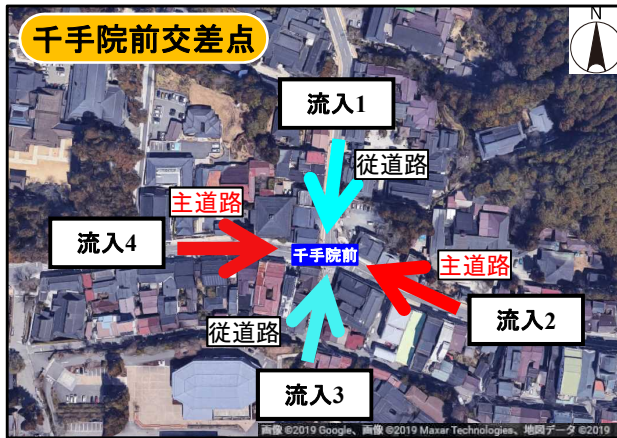 千手院前交差点
N
流入1
従道路
主道路
流入4
千手院前
主道路
流入2
従道路
流入3
画像 ©2019 Google、画像 ©2019 Maxar Technologies、地図データ ©2019